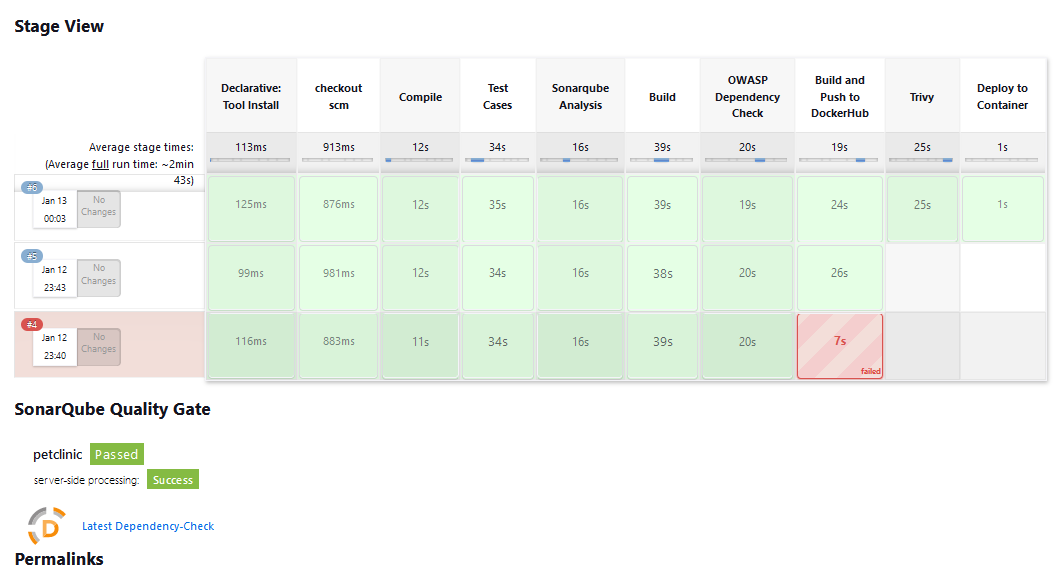 Stage View
Declarative:
Tool Install
checkout
scm
Compile
Test
Cases
Sonarqube
Analysis
Build
OWASP
Dependency
Check
Build and
Push to
DockerHub
Trivy
Deploy to
Container
Average stage times:
(Average full run time: ~2min
43s)
113ms
913ms
12s
34s
16s
39s
20s
19s
25s
1s
#6
Jan 13
00:03
No
Changes
125ms
876ms
12s
35s
16s
39s
19s
24s
25s
1s
#5
Jan 12
23:43
No
Changes
99ms
981ms
12s
34s
16s
38s
20s
26s
#4
Jan 12
23:40
No
Changes
116ms
883ms
11s
34s
16s
39s
20s
7s
failed
SonarQube Quality Gate
petclinic Passed
server-side processing: Success
D
Latest Dependency-Check
Permalinks